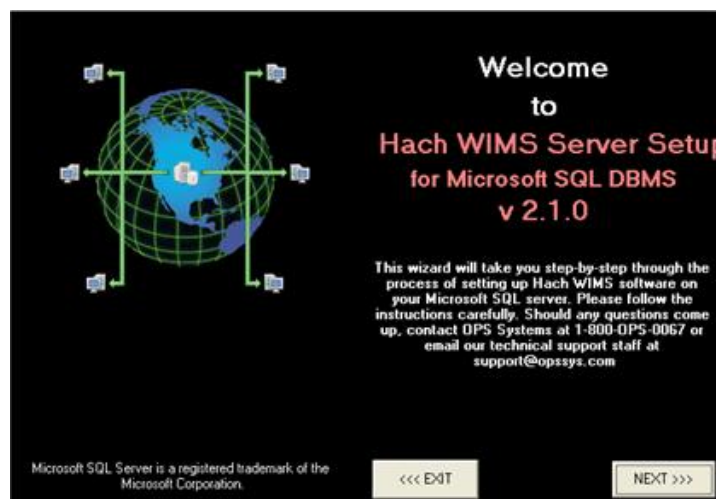 Welcome
to
Hach WIMS Server Setup
for Microsoft SQL DBMS
v 2.1.0
This wizard will take you step-by-step through the
process of setting up Hach WIMS software on
your Microsoft SQL server. Please follow the
instructions carefully. Should any questions come
up, contact OPS Systems at 1-800-OPS-0067 or
email our technical support staff at
support@opssys.com
Microsoft SQL Server is a registered trademark of the
Microsoft Corporation.
<<< EXIT
NEXT >>>